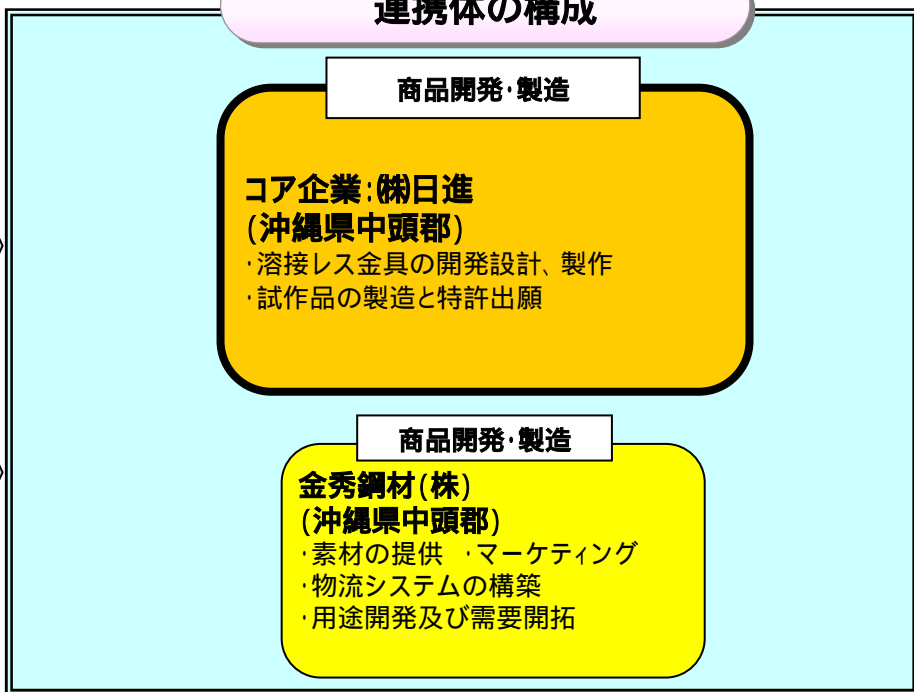 連携体の構成
商品開発・製造
コア企業:㈱日進
(沖縄県中頭郡)
・溶接レス金具の開発設計、製作
・試作品の製造と特許出願
商品開発・製造
金秀鋼材(株)
(沖縄県中頭郡)
・素材の提供 ・マーケティング
・物流システムの構築
・用途開発及び需要開拓